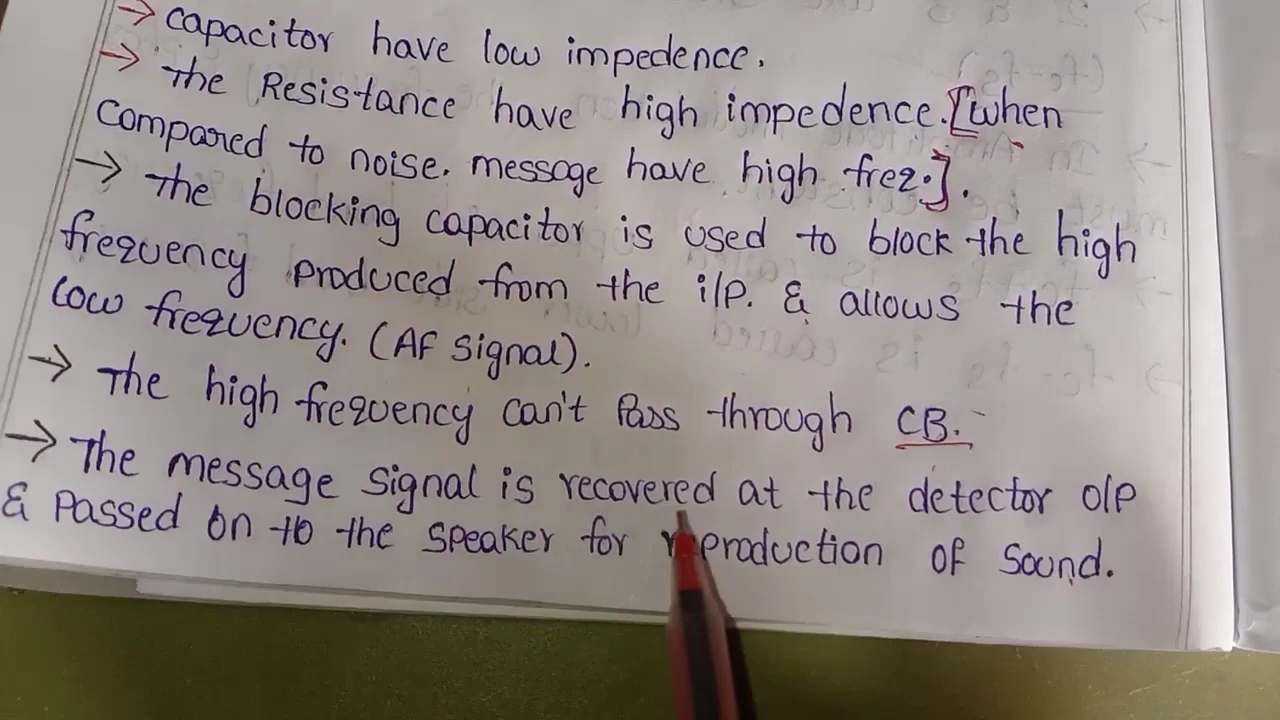 → capacitor have low impedence.
→ the Resistance have high impedence. [when
compared to noise. message have high freq.].
→ the blocking capacitor is used to block the high
frequency produced from the i/p. & allows the
low frequency. (AF signal).
→ the high frequency can't pass through CB.
→ the message signal is recovered at the detector o/p
& passed on to the speaker for reproduction of sound.